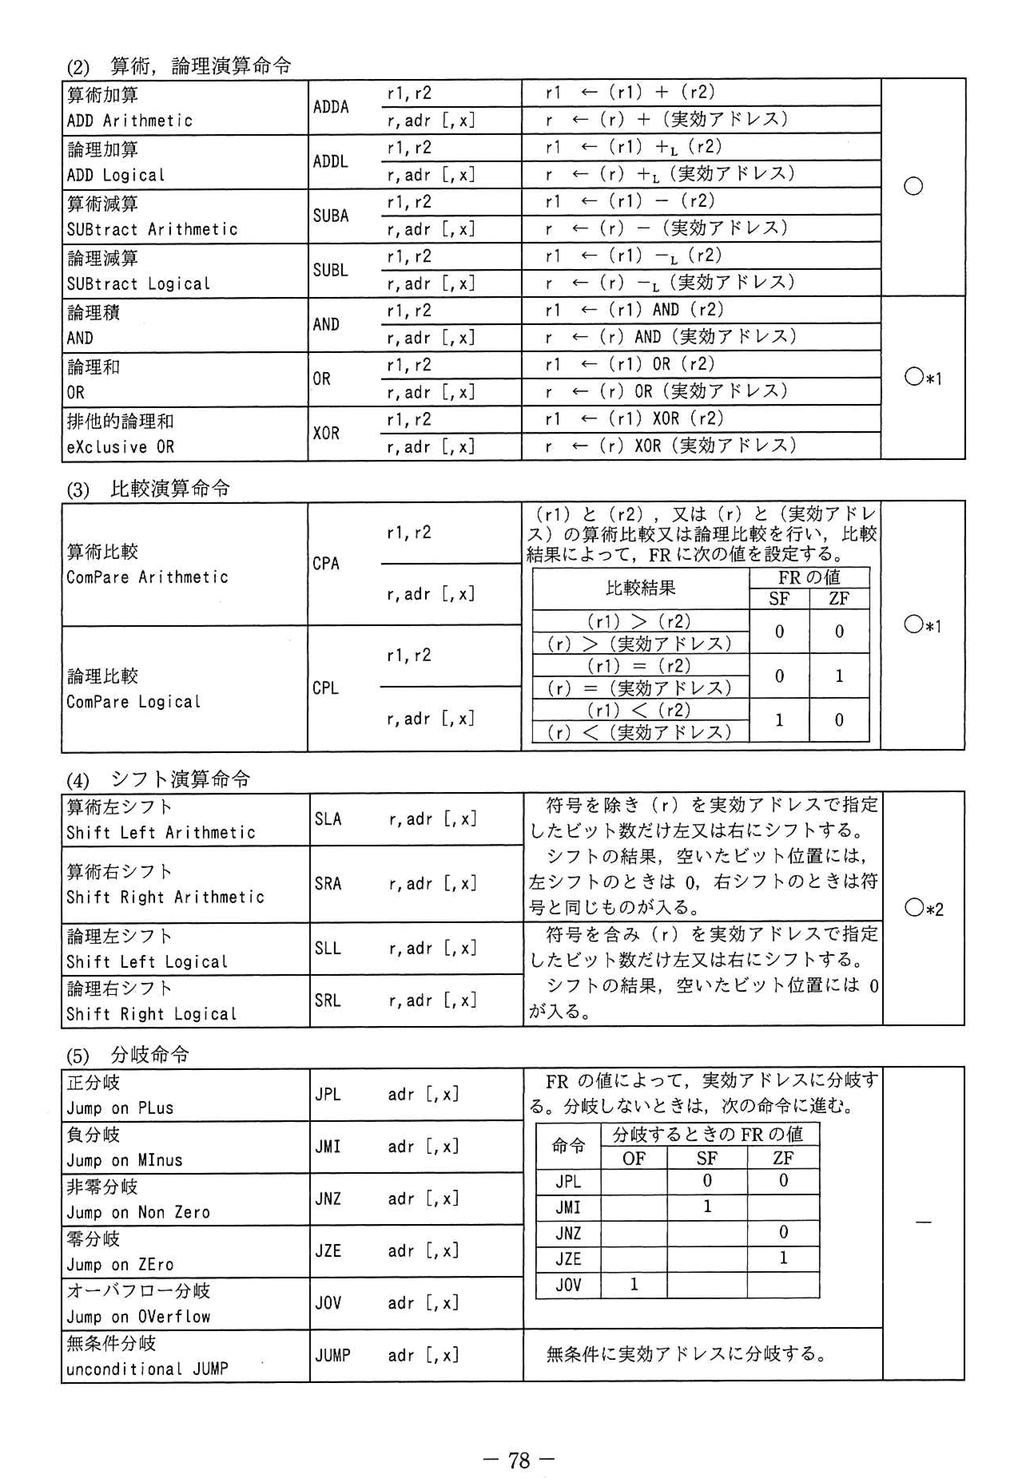 (2) 算術，論理演算命令
算術加算
ADD Arithmetic
ADDA
r1,r2
r1 ← (r1) + (r2)
r,adr [,x]
r ← (r) + (実効アドレス)
論理加算
ADD Logical
ADDL
r1,r2
r1 ← (r1) +L (r2)
r,adr [,x]
r ← (r) +L (実効アドレス)
算術減算
SUBtract Arithmetic
SUBA
r1,r2
r1 ← (r1) − (r2)
r,adr [,x]
r ← (r) − (実効アドレス)
論理減算
SUBtract Logical
SUBL
r1,r2
r1 ← (r1) −L (r2)
r,adr [,x]
r ← (r) −L (実効アドレス)
○
論理積
AND
AND
r1,r2
r1 ← (r1) AND (r2)
r,adr [,x]
r ← (r) AND (実効アドレス)
論理和
OR
OR
r1,r2
r1 ← (r1) OR (r2)
r,adr [,x]
r ← (r) OR (実効アドレス)
排他的論理和
eXclusive OR
XOR
r1,r2
r1 ← (r1) XOR (r2)
r,adr [,x]
r ← (r) XOR (実効アドレス)
○*1
(3) 比較演算命令
算術比較
ComPare Arithmetic
CPA
r1,r2
r,adr [,x]
論理比較
ComPare Logical
CPL
r1,r2
r,adr [,x]
(r1) と (r2)，又は (r) と (実効アドレ
ス) の算術比較又は論理比較を行い，比較
結果によって，FR に次の値を設定する。
比較結果
FR の値
SF ZF
(r1) ＞ (r2)
(r) ＞ (実効アドレス)
0 0
(r1) ＝ (r2)
(r) ＝ (実効アドレス)
0 1
(r1) ＜ (r2)
(r) ＜ (実効アドレス)
1 0
○*1
(4) シフト演算命令
算術左シフト
Shift Left Arithmetic
SLA r,adr [,x]
算術右シフト
Shift Right Arithmetic
SRA r,adr [,x]
符号を除き (r) を実効アドレスで指定
したビット数だけ左又は右にシフトする。
シフトの結果，空いたビット位置には，
左シフトのときは 0，右シフトのときは符
号と同じものが入る。
論理左シフト
Shift Left Logical
SLL r,adr [,x]
論理右シフト
Shift Right Logical
SRL r,adr [,x]
符号を含み (r) を実効アドレスで指定
したビット数だけ左又は右にシフトする。
シフトの結果，空いたビット位置には 0
が入る。
○*2
(5) 分岐命令
正分岐
Jump on PLus
JPL adr [,x]
負分岐
Jump on MInus
JMI adr [,x]
非零分岐
Jump on Non Zero
JNZ adr [,x]
零分岐
Jump on ZEro
JZE adr [,x]
オーバフロー分岐
Jump on OVerflow
JOV adr [,x]
FR の値によって，実効アドレスに分岐す
る。分岐しないときは，次の命令に進む。
命令
分岐するときの FR の値
OF SF ZF
JPL 0 0
JMI 1
JNZ 0
JZE 1
JOV 1
無条件分岐
unconditional JUMP
JUMP adr [,x]
無条件に実効アドレスに分岐する。
―
― 78 ―